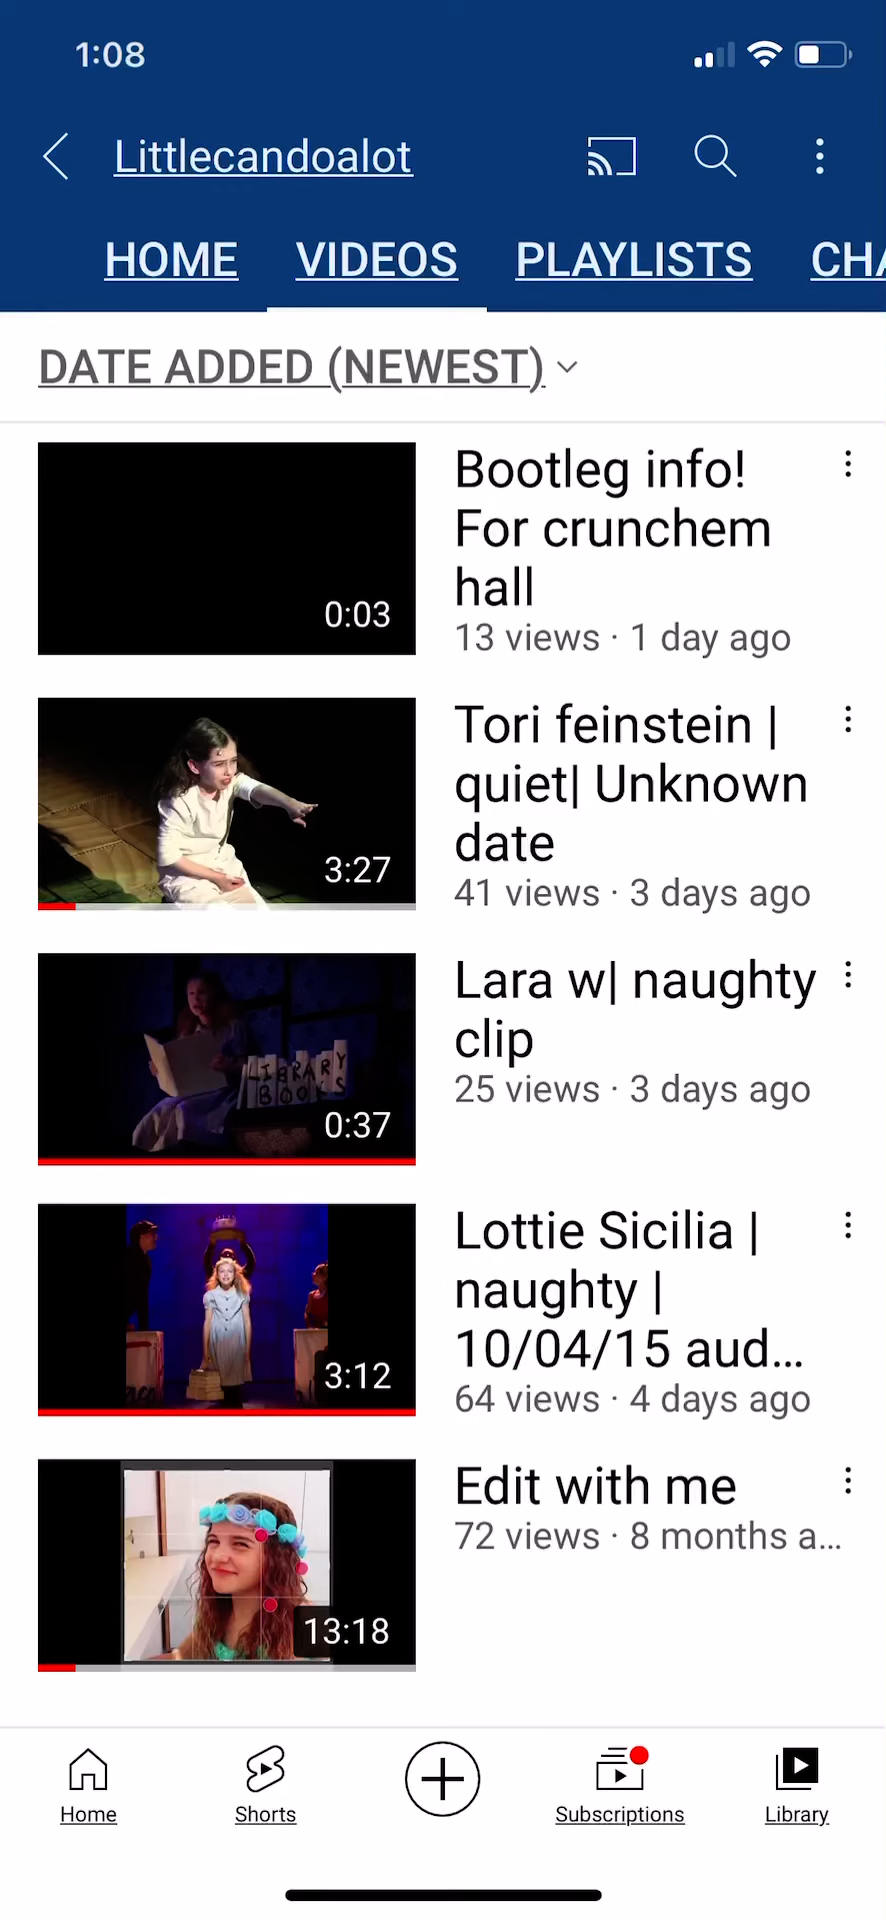 1:08
Littlecandoalot
HOME VIDEOS PLAYLISTS CHA
DATE ADDED (NEWEST)
Bootleg info!
For crunchem
hall
13 views · 1 day ago
0:03
Tori feinstein |
quiet| Unknown
date
41 views · 3 days ago
3:27
Lara w| naughty
clip
25 views · 3 days ago
LIBRARY
BOOKS
0:37
Lottie Sicilia |
naughty |
10/04/15 aud...
64 views · 4 days ago
3:12
Edit with me
72 views · 8 months a...
13:18
Home Shorts Subscriptions Library